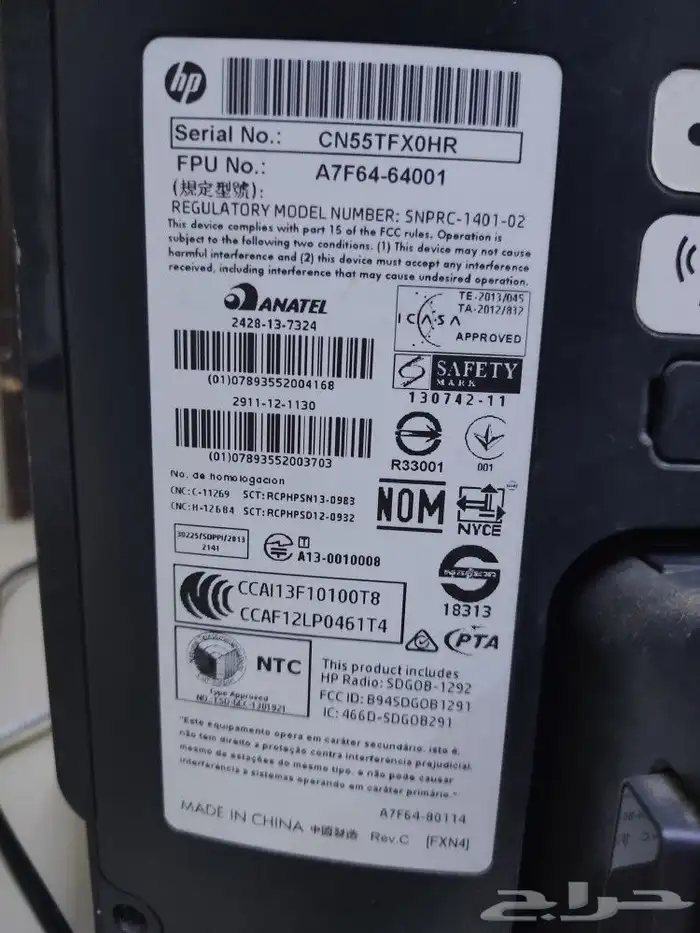 hp
Serial No.: CN55TFX0HR
FPU No.: A7F64-64001
(規定型號):
REGULATORY MODEL NUMBER: SNPRC-1401-02
This device complies with part 15 of the FCC rules. Operation is
subject to the following two conditions. (1) This device may not cause
harmful interference and (2) this device must accept any interference
received, including interference that may cause undesired operation.
ANATEL
2428-13-7324
(01)07893552004168
2911-12-1130
(01)07893552003703
TE-2013/045
TA-2012/832
ICASA
APPROVED
SAFETY
MARK
130742-11
R33001
001
No. de homologacion
CNC:C-11269 SCT:RCPHPSN13-0983
CNC:H-12684 SCT:RCPHPSD12-0932
NOM
NYCE
30225/SDPPI/2013
2141
T
A13-0010008
18313
CCAI13F10100T8
CCAF12LP0461T4
PTA
NTC
Type Approved
This product includes
HP Radio: SDGOB-1292
FCC ID: B94SDGOB1291
IC: 466D-SDGOB291
"Este equipamento opera em caráter secundário. isto é,
não tem direito a proteção contra interferência prejudicial,
mesmo de estações do mesmo tipo, e não pode causar
interferência a sistemas operando em caráter primário."
A7F64-80114
MADE IN CHINA 中國製造 Rev.C (FXN4)
حراج